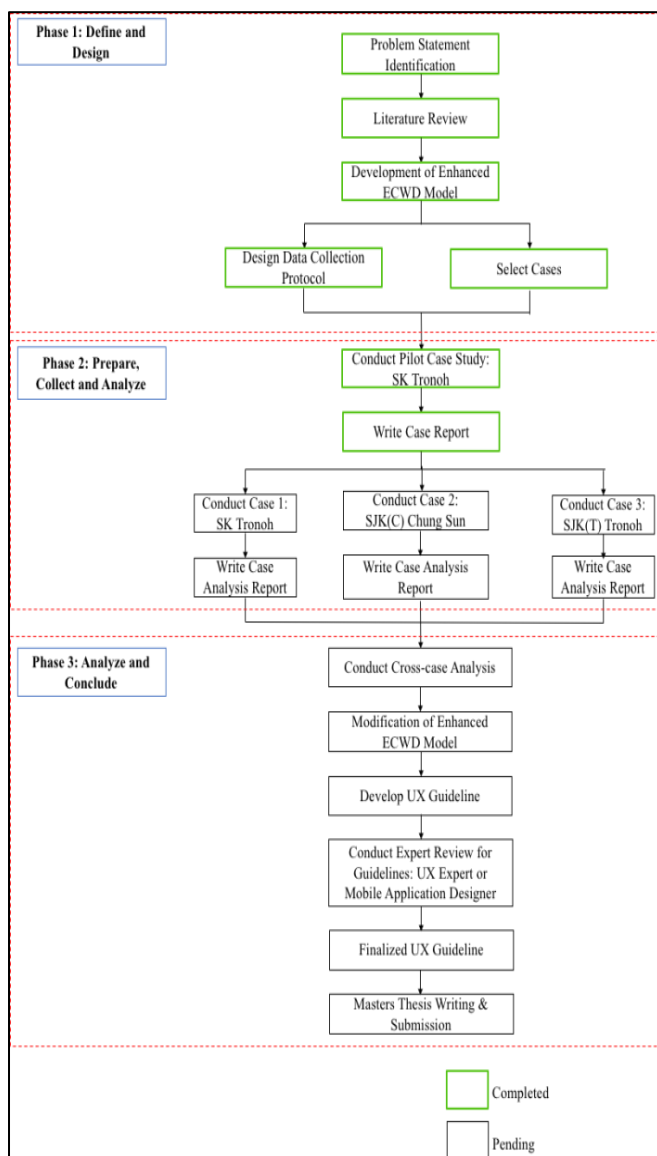 Phase 1: Define and
Design
Problem Statement
Identification
Literature Review
Development of Enhanced
ECWD Model
Design Data Collection
Protocol
Select Cases
Phase 2: Prepare,
Collect and Analyze
Conduct Pilot Case Study:
SK Tronoh
Write Case Report
Conduct Case 1:
SK Tronoh
Conduct Case 2:
SJK(C) Chung Sun
Conduct Case 3:
SJK(T) Tronoh
Write Case
Analysis Report
Write Case Analysis
Report
Write Case
Analysis Report
Phase 3: Analyze and
Conclude
Conduct Cross-case Analysis
Modification of Enhanced
ECWD Model
Develop UX Guideline
Conduct Expert Review for
Guidelines: UX Expert or
Mobile Application Designer
Finalized UX Guideline
Masters Thesis Writing &
Submission
Completed
Pending